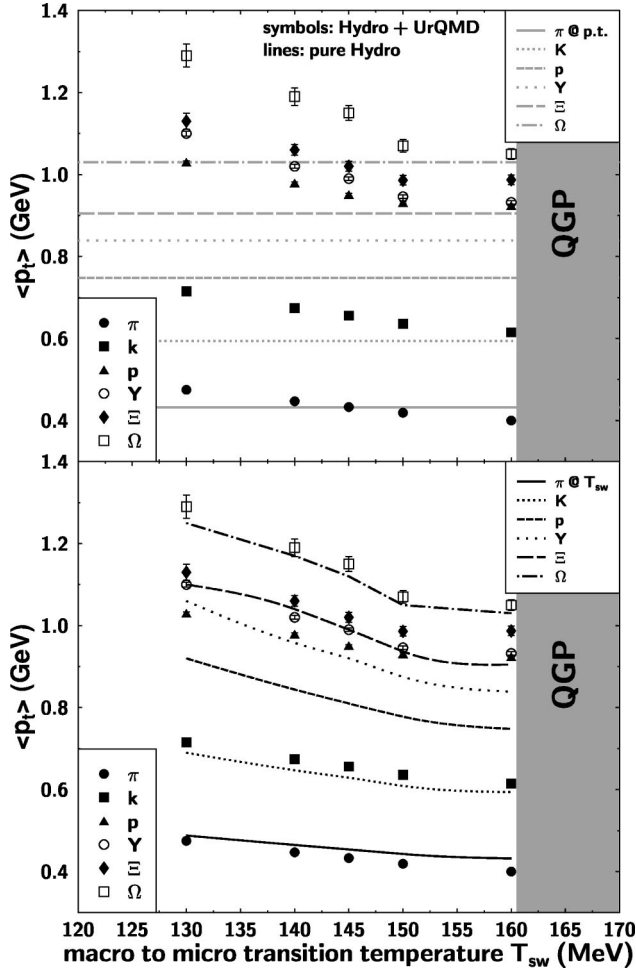 symbols: Hydro + UrQMD
lines: pure Hydro
π @ p.t.
K
p
Y
Ξ
Ω
1.4
1.2
1.0
0.8
0.6
0.4
<pₜ> (GeV)
QGP
π
k
p
Y
Ξ
Ω
1.4
1.2
1.0
0.8
0.6
0.4
<pₜ> (GeV)
π @ T_sw
K
p
Y
Ξ
Ω
QGP
π
k
p
Y
Ξ
Ω
120 125 130 135 140 145 150 155 160 165 170
macro to micro transition temperature T_sw (MeV)